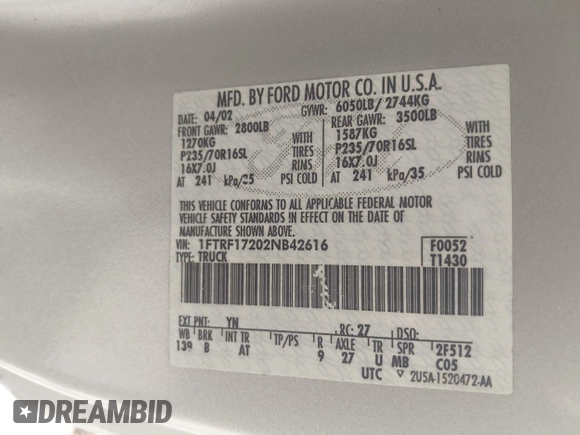 MFD. BY FORD MOTOR CO. IN U.S.A.
DATE: 04/02 GVWR: 6050LB/ 2744KG
FRONT GAWR: 2800LB REAR GAWR: 3500LB
1270KG WITH 1587KG WITH
P235/70R16SL TIRES P235/70R16SL TIRES
16X7.0J RIMS 16X7.0J RIMS
AT 241 kPa/35 PSI COLD AT 241 kPa/35 PSI COLD
THIS VEHICLE CONFORMS TO ALL APPLICABLE FEDERAL MOTOR
VEHICLE SAFETY STANDARDS IN EFFECT ON THE DATE OF
MANUFACTURE SHOWN ABOVE.
VIN: 1FTRF17202NB42616 F0052
TYPE: TRUCK T1430
EXT PNT: YN RC: 27 DSO:
WB BRK INT TR TP/PS R AXLE TR SPR 2F512
139 B AT 9 27 U MB C05
UTC ▽ 2U5A-1520472-AA
DREAMBID